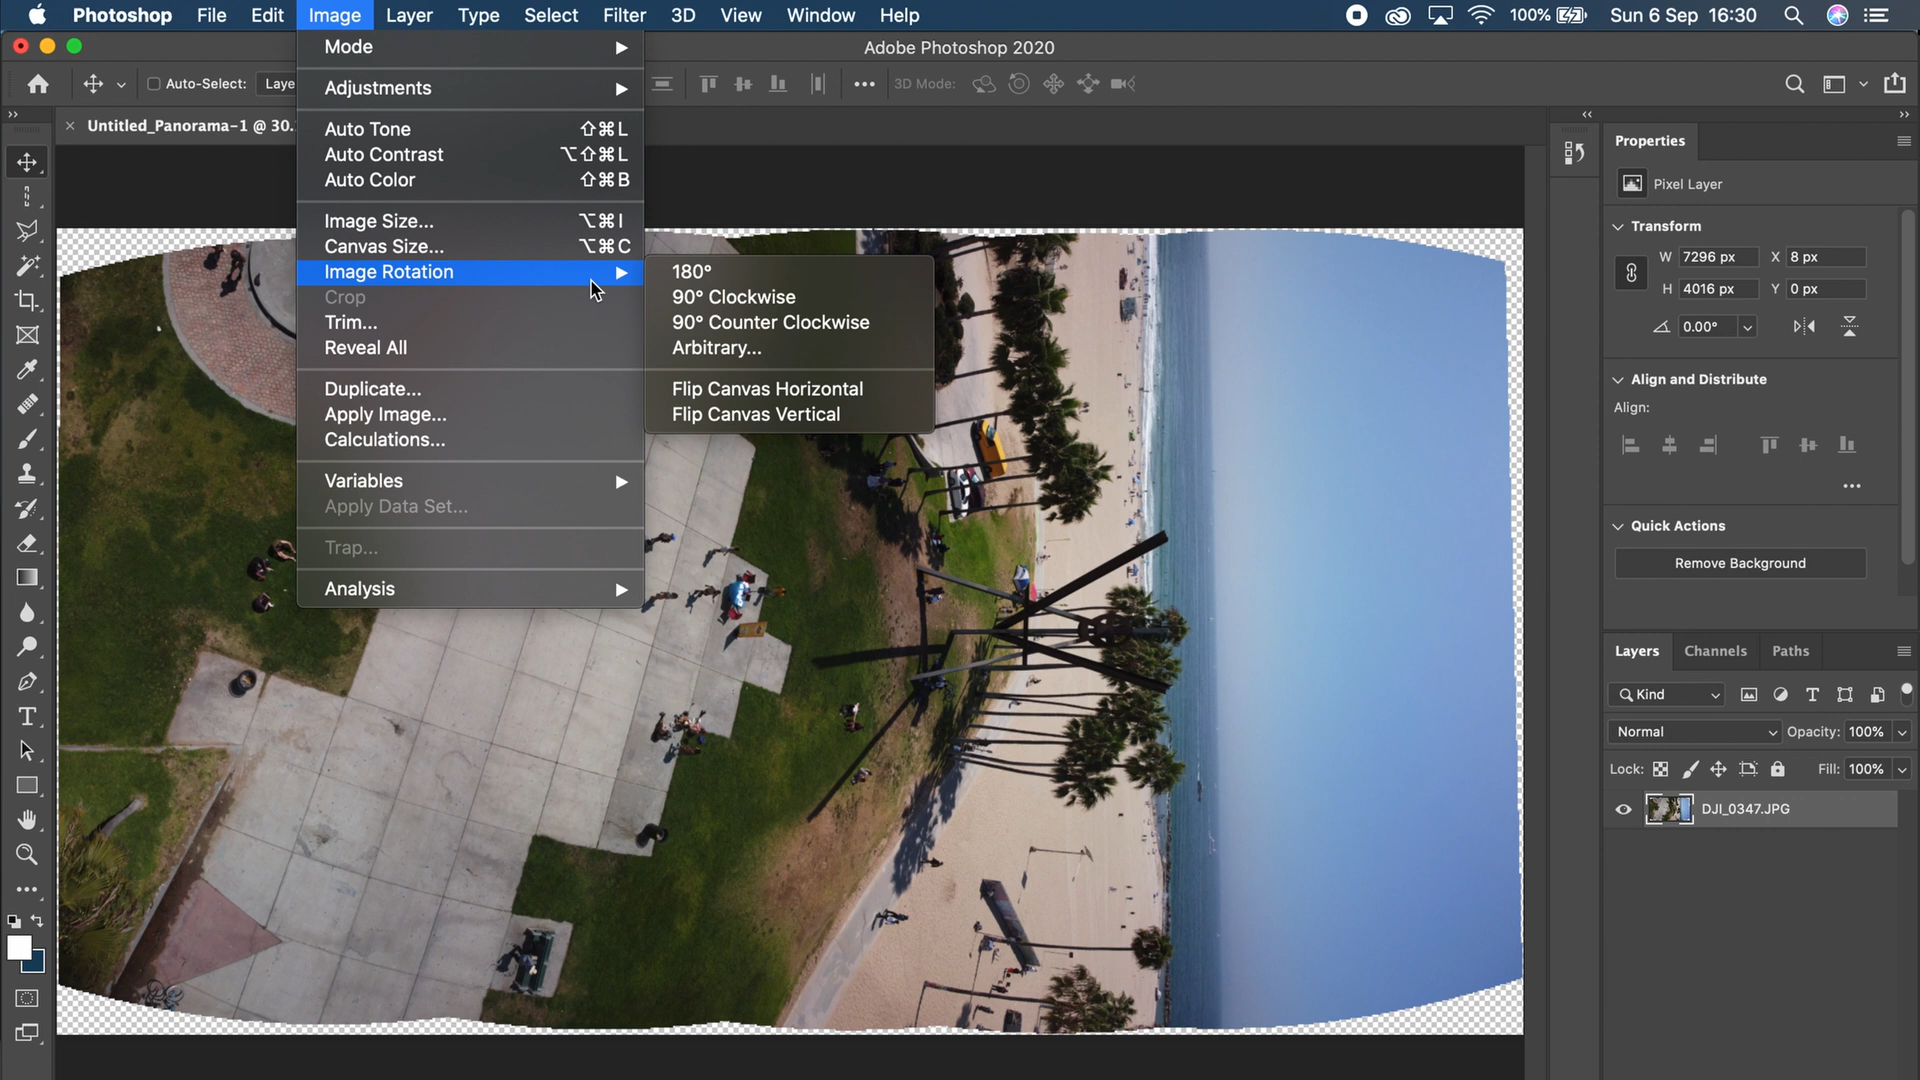 Photoshop File Edit Image Layer Type Select Filter 3D View Window Help 100% Sun 6 Sep 16:30
Adobe Photoshop 2020
Auto-Select: Laye 3D Mode:
Untitled_Panorama-1 @ 30.
Mode
Adjustments
Auto Tone ⇧⌘L
Auto Contrast ⌥⇧⌘L
Auto Color ⇧⌘B
Image Size... ⌥⌘I
Canvas Size... ⌥⌘C
Image Rotation
Crop
Trim...
Reveal All
Duplicate...
Apply Image...
Calculations...
Variables
Apply Data Set...
Trap...
Analysis
180°
90° Clockwise
90° Counter Clockwise
Arbitrary...
Flip Canvas Horizontal
Flip Canvas Vertical
Properties
Pixel Layer
Transform
W 7296 px X 8 px
H 4016 px Y 0 px
0.00°
Align and Distribute
Align:
Quick Actions
Remove Background
Layers Channels Paths
Kind
Normal Opacity: 100%
Lock: Fill: 100%
DJI_0347.JPG